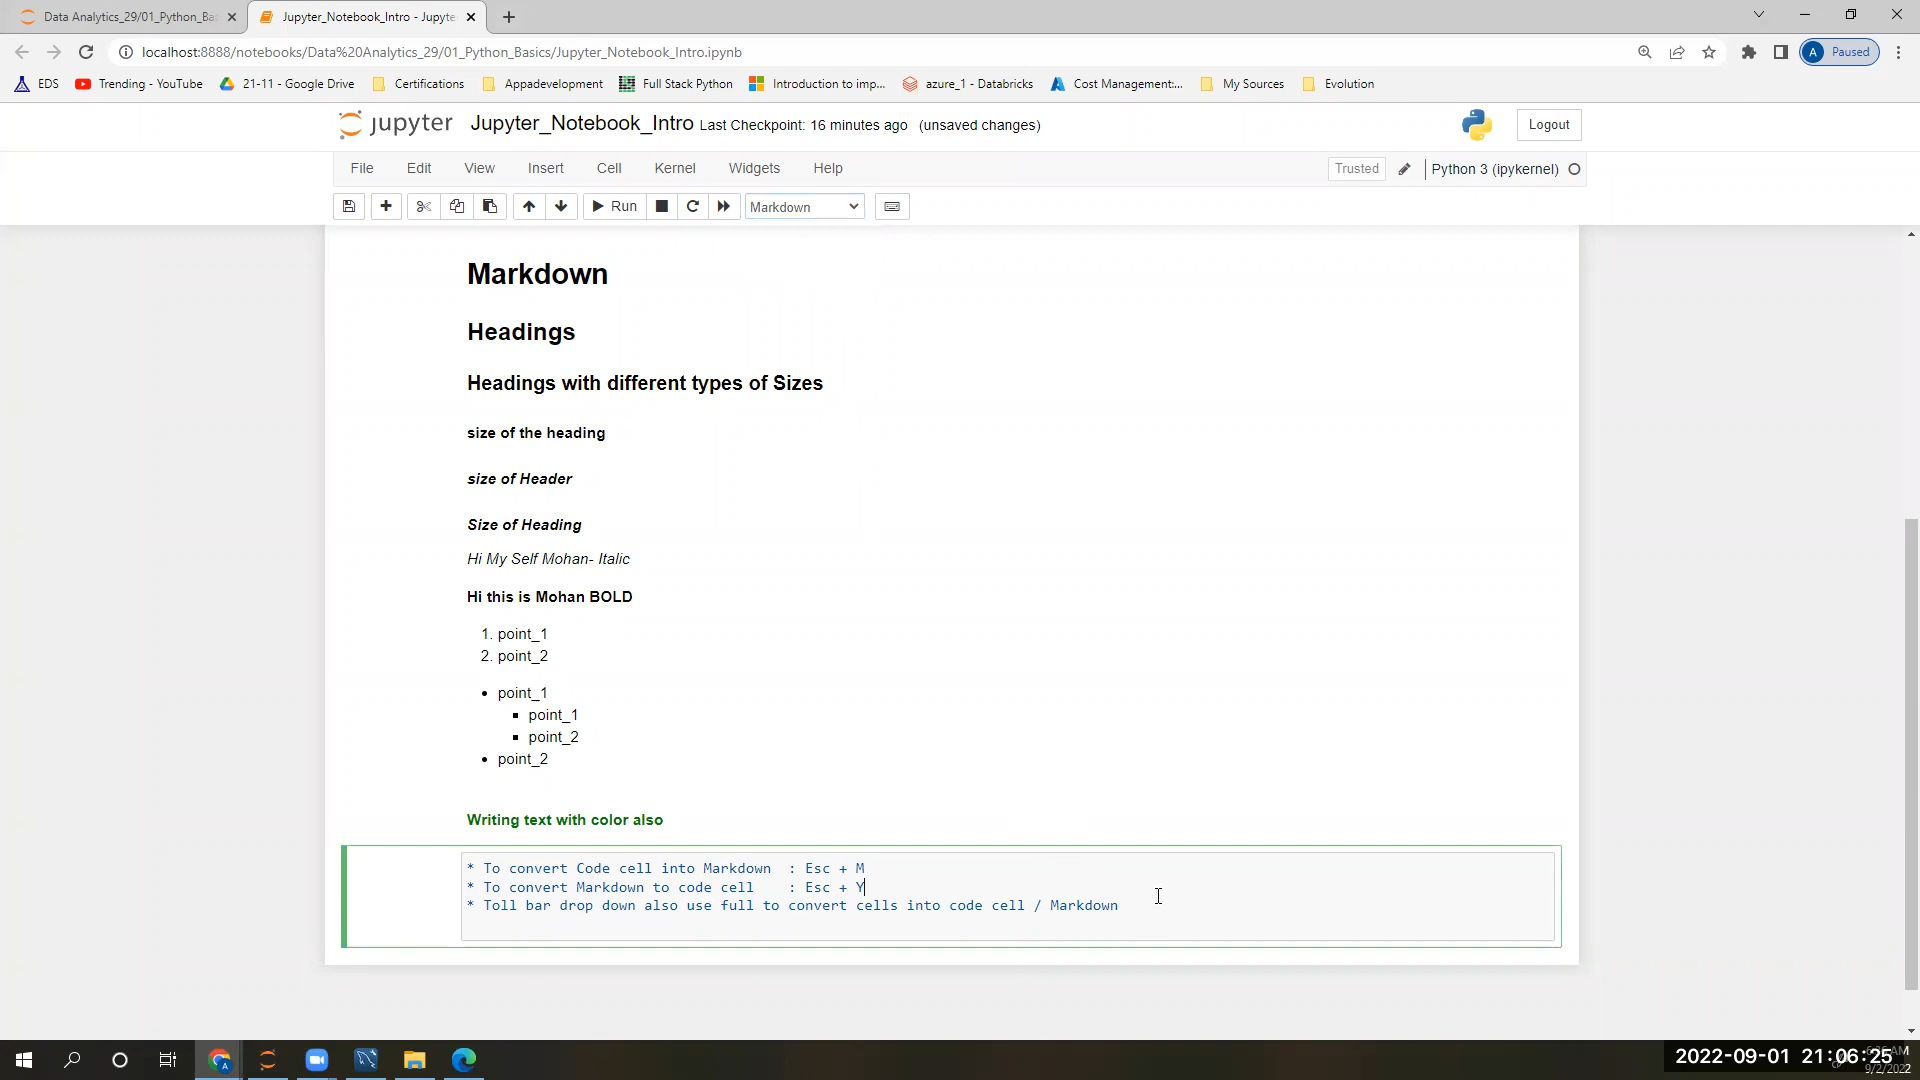 Data Analytics_29/01_Python_Ba
Jupyter_Notebook_Intro - Jupyte
localhost:8888/notebooks/Data%20Analytics_29/01_Python_Basics/Jupyter_Notebook_Intro.ipynb
A Paused
EDS
Trending - YouTube
21-11 - Google Drive
Certifications
Appadevelopment
Full Stack Python
Introduction to imp...
azure_1 - Databricks
Cost Management:...
My Sources
Evolution
jupyter Jupyter_Notebook_Intro Last Checkpoint: 16 minutes ago (unsaved changes)
Logout
File Edit View Insert Cell Kernel Widgets Help
Trusted
Python 3 (ipykernel)
Run
Markdown
Markdown
Headings
Headings with different types of Sizes
size of the heading
size of Header
Size of Heading
Hi My Self Mohan- Italic
Hi this is Mohan BOLD
1. point_1
2. point_2
• point_1
▪ point_1
▪ point_2
• point_2
Writing text with color also
* To convert Code cell into Markdown  : Esc + M
* To convert Markdown to code cell    : Esc + Y
* Toll bar drop down also use full to convert cells into code cell / Markdown
2022-09-01 21:06:25